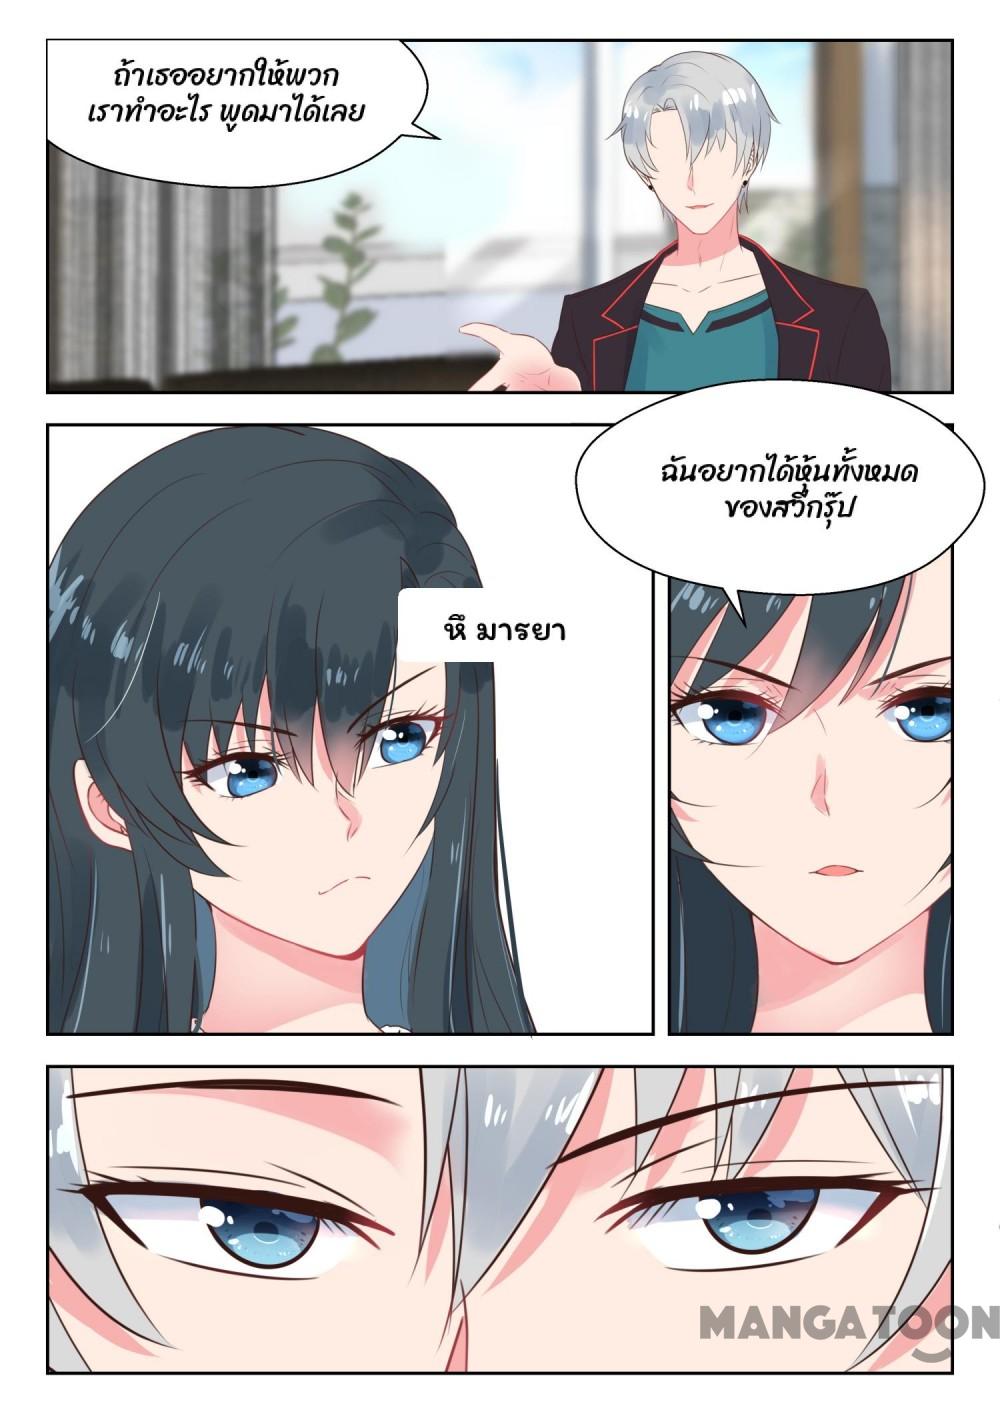 ถ้าเธออยากให้พวก
เราทำอะไร พูดมาได้เลย
ฉันอยากได้หุ้นทั้งหมด
ของสวีกรุ๊ป
หึ มารยา
MANGATOON